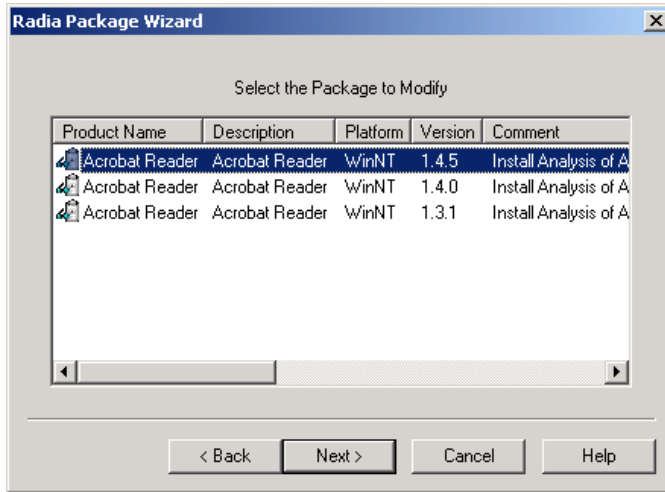 Radia Package Wizard
Select the Package to Modify
Product Name Description Platform Version Comment
Acrobat Reader Acrobat Reader WinNT 1.4.5 Install Analysis of A
Acrobat Reader Acrobat Reader WinNT 1.4.0 Install Analysis of A
Acrobat Reader Acrobat Reader WinNT 1.3.1 Install Analysis of A
< Back Next > Cancel Help